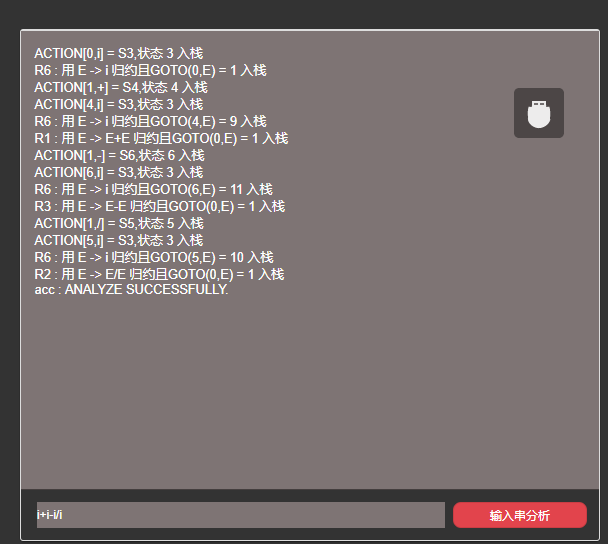 ACTION[0,i] = S3,状态 3 入栈
R6 : 用 E -> i 归约且GOTO(0,E) = 1 入栈
ACTION[1,+] = S4,状态 4 入栈
ACTION[4,i] = S3,状态 3 入栈
R6 : 用 E -> i 归约且GOTO(4,E) = 9 入栈
R1 : 用 E -> E+E 归约且GOTO(0,E) = 1 入栈
ACTION[1,-] = S6,状态 6 入栈
ACTION[6,i] = S3,状态 3 入栈
R6 : 用 E -> i 归约且GOTO(6,E) = 11 入栈
R3 : 用 E -> E-E 归约且GOTO(0,E) = 1 入栈
ACTION[1,/] = S5,状态 5 入栈
ACTION[5,i] = S3,状态 3 入栈
R6 : 用 E -> i 归约且GOTO(5,E) = 10 入栈
R2 : 用 E -> E/E 归约且GOTO(0,E) = 1 入栈
acc : ANALYZE SUCCESSFULLY.
i+i-i/i
输入串分析